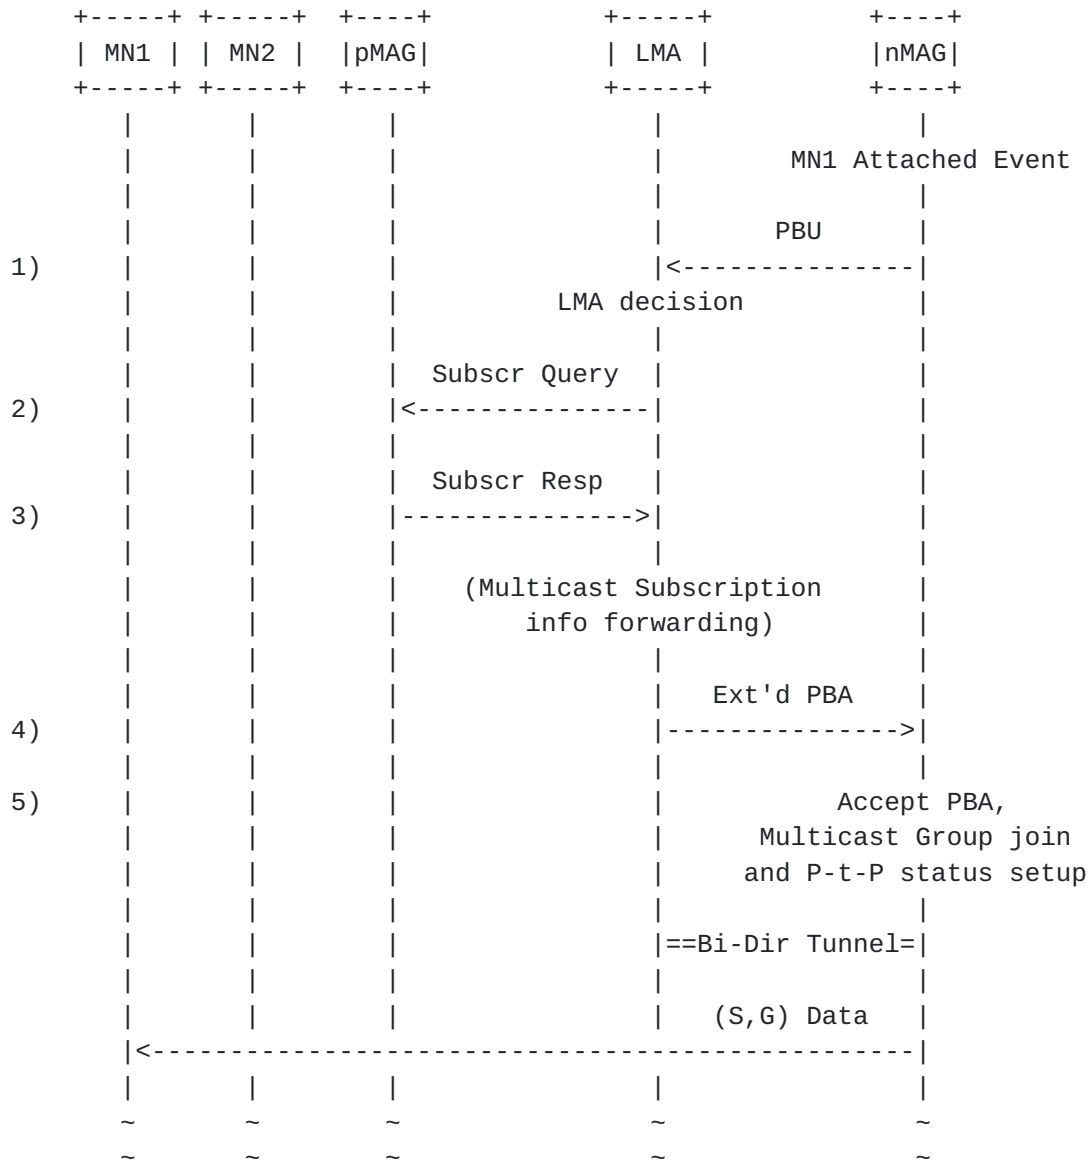 +-----+ +-----+  +----+           +-----+          +----+
| MN1 | | MN2 |  |pMAG|           | LMA |          |nMAG|
+-----+ +-----+  +----+           +-----+          +----+
|       |        |                |                |
|       |        |                |        MN1 Attached Event
|       |        |                |                |
|       |        |                |       PBU      |
1)      |       |        |                |<---------------|
|       |        |          LMA decision           |
|       |        |                |                |
|       |        |  Subscr Query  |                |
2)      |       |        |<---------------|                |
|       |        |                |                |
|       |        |  Subscr Resp   |                |
3)      |       |        |--------------->|                |
|       |        |                |                |
|       |        |    (Multicast Subscription      |
|       |        |        info forwarding)         |
|       |        |                |                |
|       |        |                |   Ext'd PBA    |
4)      |       |        |                |--------------->|
|       |        |                |                |
5)      |       |        |                |           Accept PBA,
|       |        |                |      Multicast Group join
|       |        |                |     and P-t-P status setup
|       |        |                |                |
|       |        |                |==Bi-Dir Tunnel=|
|       |        |                |                |
|       |        |                |   (S,G) Data   |
|<-------------------------------------------------|
|       |        |                |                |
~       ~        ~                ~                ~
~       ~        ~                ~                ~